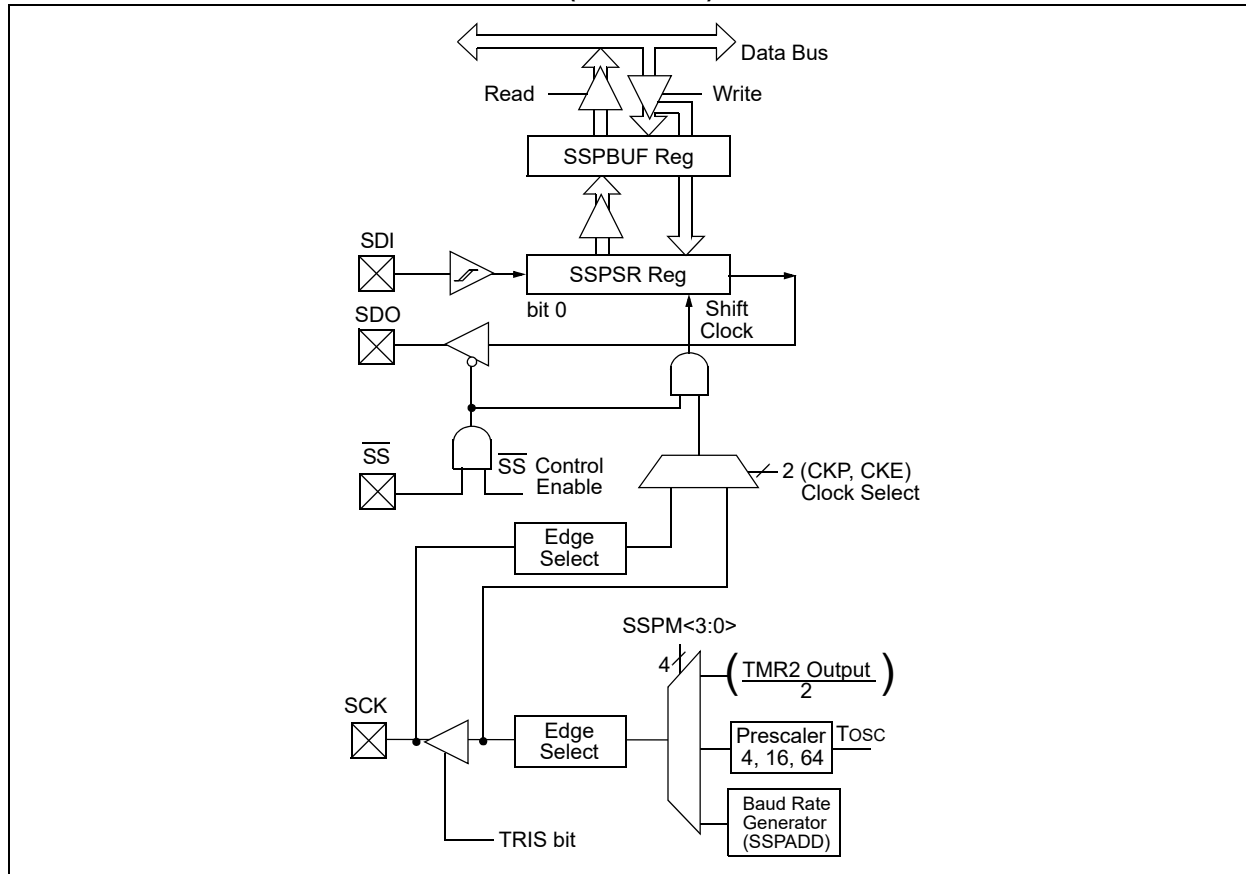 Data Bus
Read
Write
SSPBUF Reg
SDI
SSPSR Reg
bit 0
Shift
Clock
SDO
SS
SS Control
Enable
2 (CKP, CKE)
Clock Select
Edge
Select
SSPM<3:0>
4
(TMR2 Output)
2
SCK
Edge
Select
Prescaler
4, 16, 64
TOSC
Baud Rate
Generator
(SSPADD)
TRIS bit